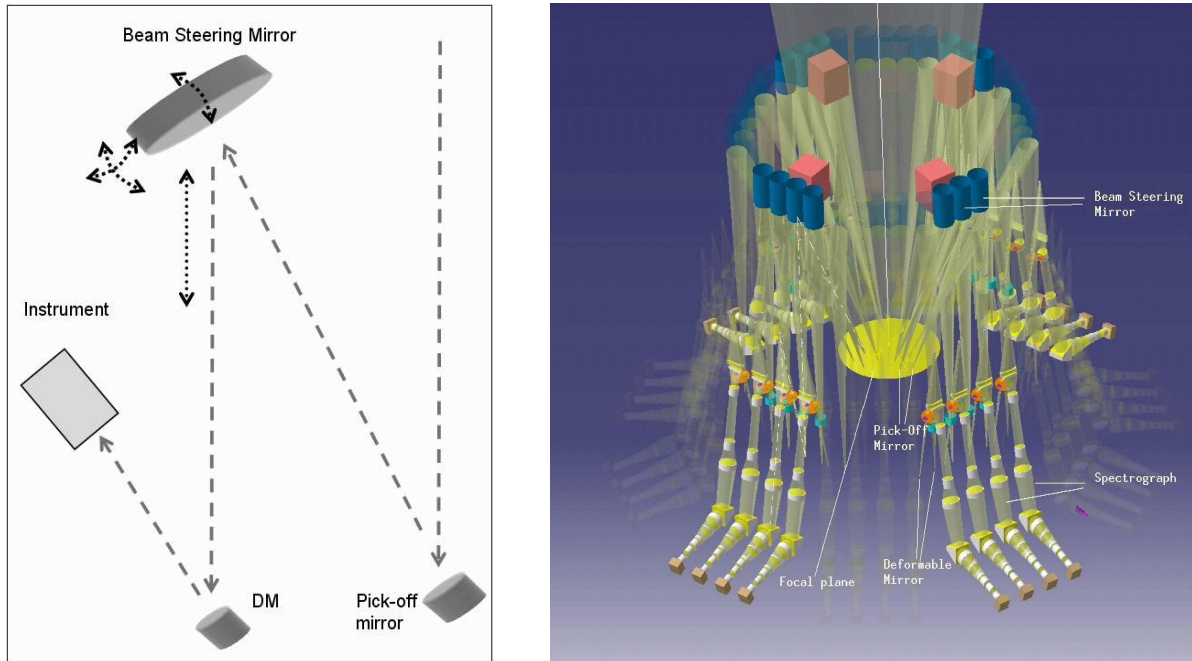 Beam Steering Mirror
Instrument
DM
Pick-off
mirror
Beam Steering
Mirror
Pick-Off
Mirror
Spectrograph
Focal plane
Deformable
Mirror